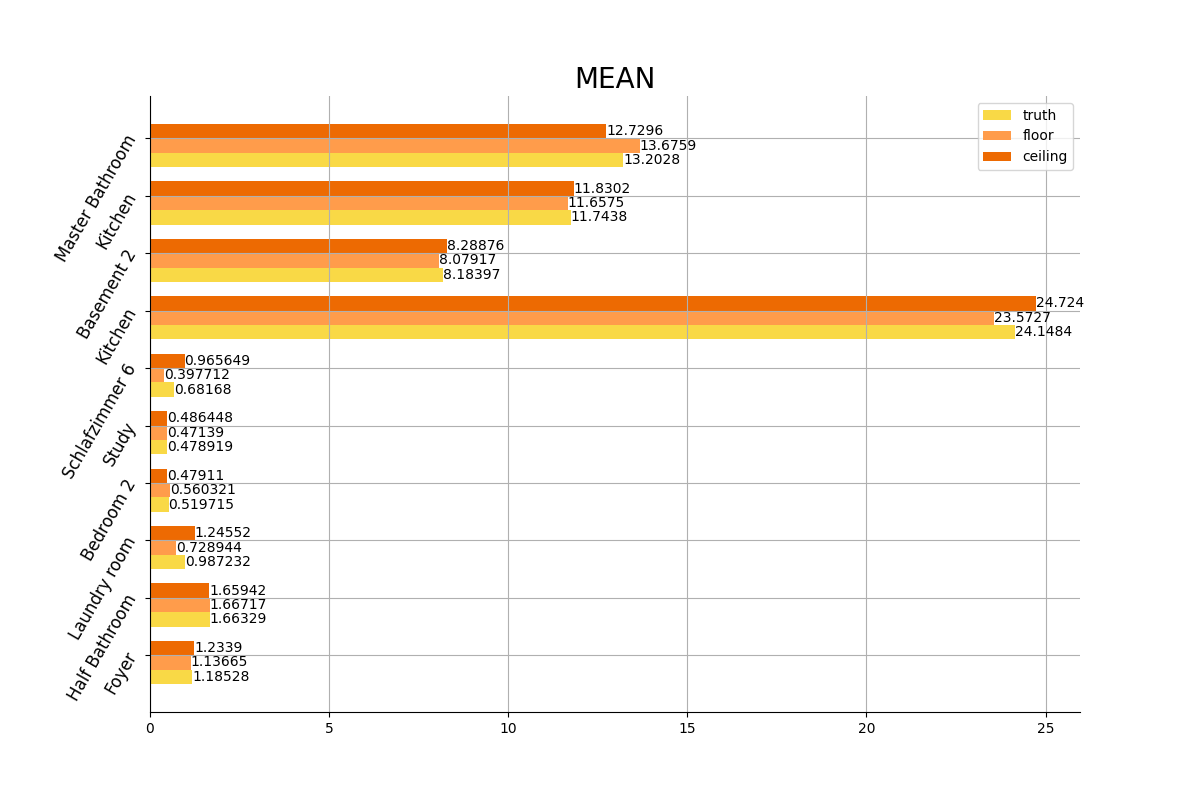 MEAN
truth
floor
ceiling
Master Bathroom
12.7296
13.6759
13.2028
Kitchen
11.8302
11.6575
11.7438
Basement 2
8.28876
8.07917
8.18397
Kitchen
24.724
23.5727
24.1484
Schlafzimmer 6
0.965649
0.397712
0.68168
Study
0.486448
0.47139
0.478919
Bedroom 2
0.47911
0.560321
0.519715
Laundry room
1.24552
0.728944
0.987232
Half Bathroom
1.65942
1.66717
1.66329
Foyer
1.2339
1.13665
1.18528
0 5 10 15 20 25